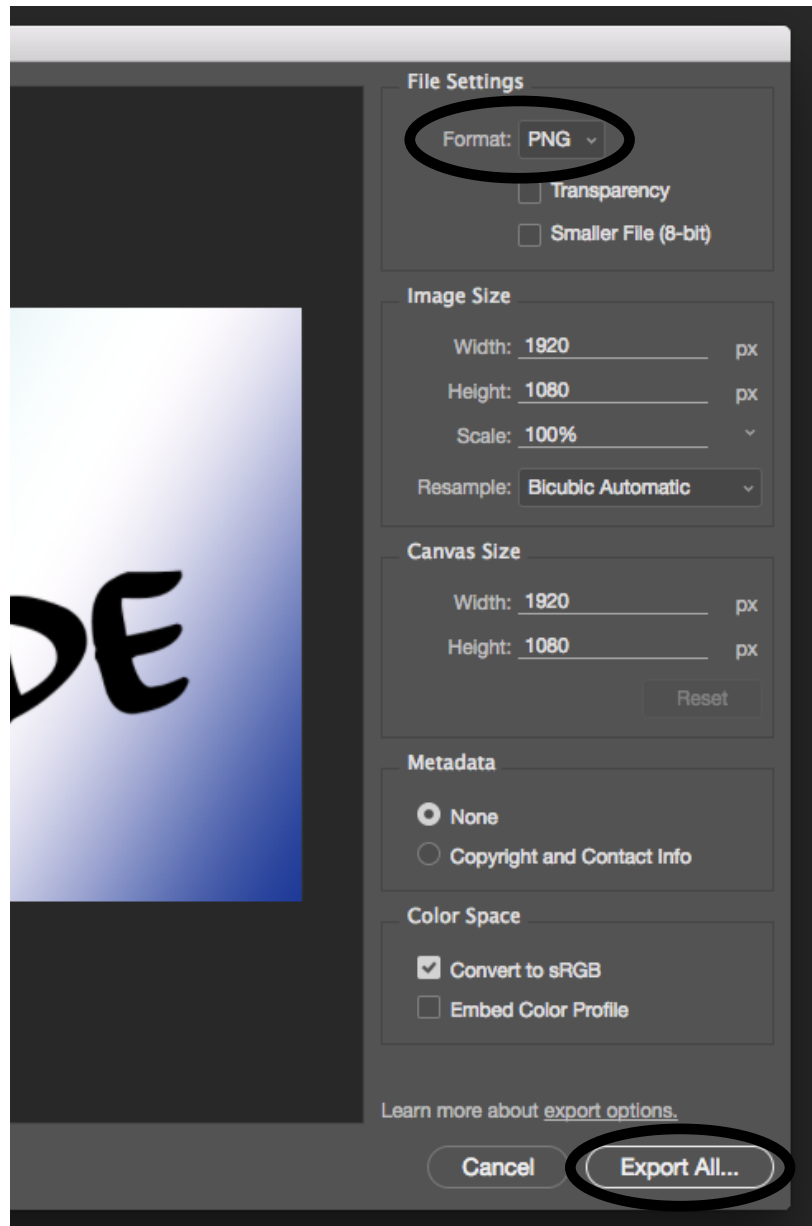 File Settings
Format: PNG
Transparency
Smaller File (8-bit)
Image Size
Width: 1920 px
Height: 1080 px
Scale: 100%
Resample: Bicubic Automatic
DE
Canvas Size
Width: 1920 px
Height: 1080 px
Reset
Metadata
None
Copyright and Contact Info
Color Space
Convert to sRGB
Embed Color Profile
Learn more about export options.
Cancel Export All...